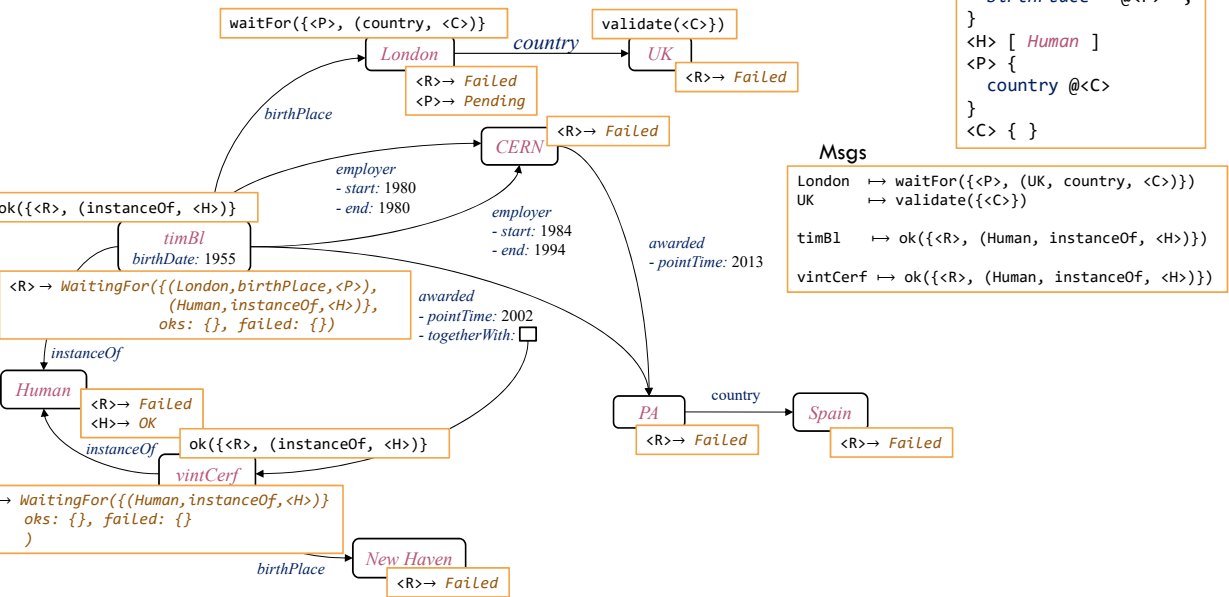 waitFor({<P>, (country, <C>)}
validate(<C>})
}
<H> [ Human ]
<P> {
country @<C>
}
<C> { }
London
country
UK
<R>→ Failed
<P>→ Pending
<R>→ Failed
birthPlace
CERN
<R>→ Failed
Msgs
London ↦ waitFor({<P>, (UK, country, <C>)})
UK ↦ validate({<C>})
timBl ↦ ok({<R>, (Human, instanceOf, <H>)})
vintCerf ↦ ok({<R>, (Human, instanceOf, <H>)})
employer
- start: 1980
- end: 1980
ok({<R>, (instanceOf, <H>)}
timBl
birthDate: 1955
employer
- start: 1984
- end: 1994
awarded
- pointTime: 2013
<R> → WaitingFor({(London,birthPlace,<P>),
(Human,instanceOf,<H>)},
oks: {}, failed: {})
awarded
- pointTime: 2002
- togetherWith:
instanceOf
Human
<R>→ Failed
<H>→ OK
PA
country
Spain
<R>→ Failed
<R>→ Failed
instanceOf
ok({<R>, (instanceOf, <H>)}
vintCerf
→ WaitingFor({(Human,instanceOf,<H>)}
oks: {}, failed: {}
)
birthPlace
New Haven
<R>→ Failed